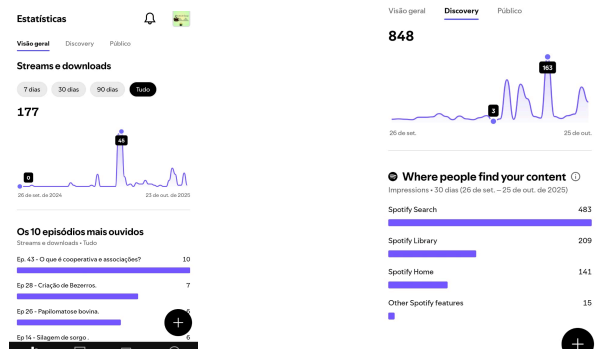 Estatísticas
Visão geral Discovery Público
Streams e downloads
7 dias 30 dias 90 dias Tudo
177
45
0
26 de set. de 2024 23 de out. de 2025
Os 10 episódios mais ouvidos
Streams e downloads • Tudo
Ep. 43 - O que é cooperativa e associações? 10
Ep 28 - Criação de Bezerros. 7
Ep 26 - Papilomatose bovina. 6
Ep 14 - Silagem de sorgo . 6
Visão geral Discovery Público
848
163
3
26 de set. 25 de out.
Where people find your content
Impressions • 30 dias (26 de set. – 25 de out. de 2025)
Spotify Search 483
Spotify Library 209
Spotify Home 141
Other Spotify features 15